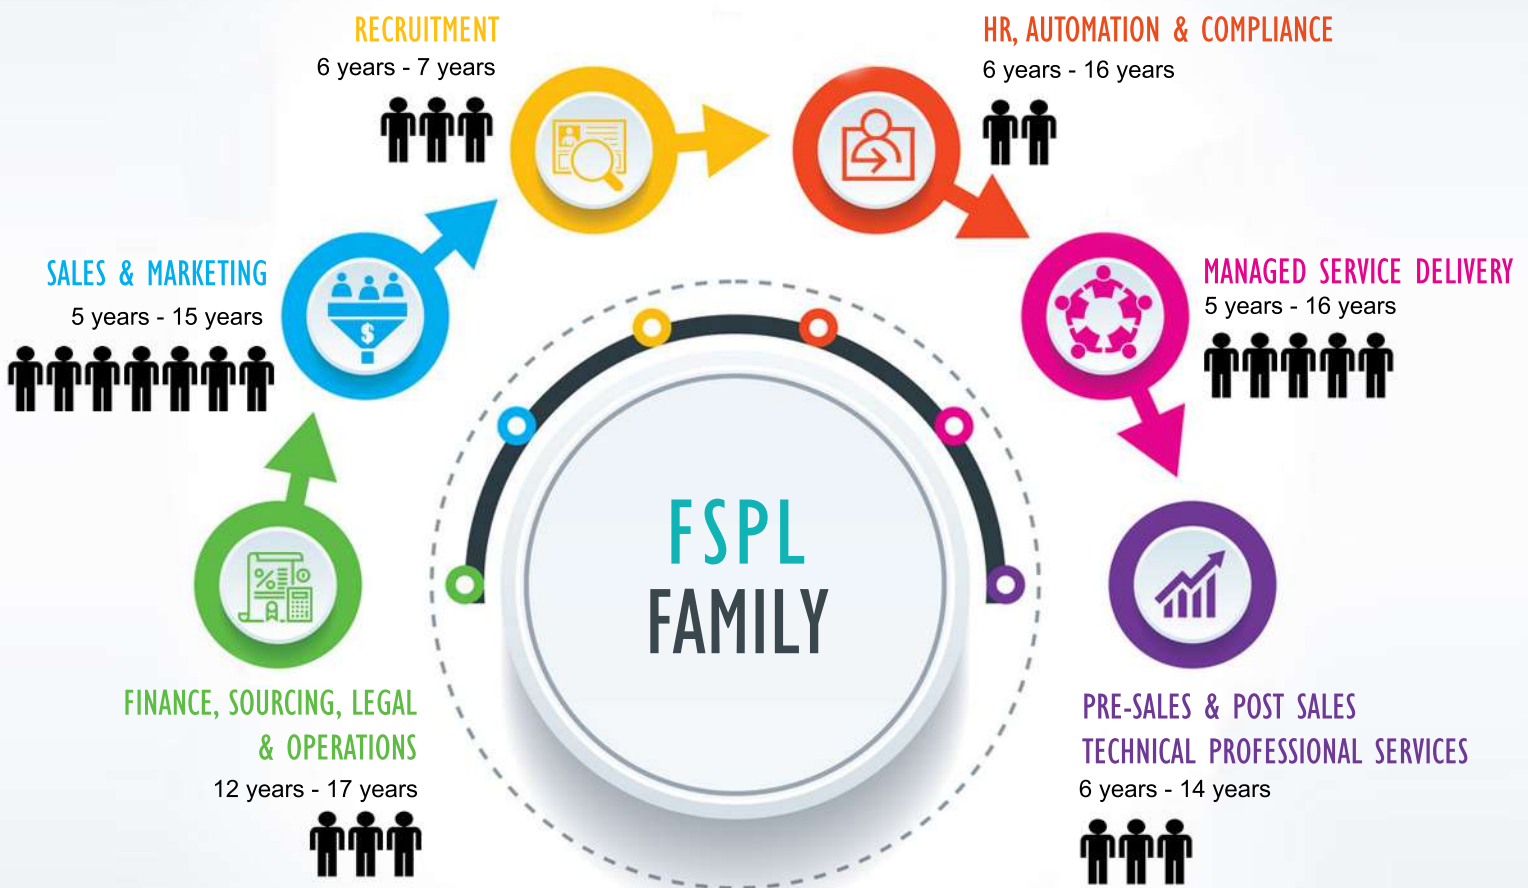 RECRUITMENT
6 years - 7 years
HR, AUTOMATION & COMPLIANCE
6 years - 16 years
SALES & MARKETING
5 years - 15 years
$
MANAGED SERVICE DELIVERY
5 years - 16 years
FSPL
FAMILY
%
FINANCE, SOURCING, LEGAL
& OPERATIONS
12 years - 17 years
PRE-SALES & POST SALES
TECHNICAL PROFESSIONAL SERVICES
6 years - 14 years